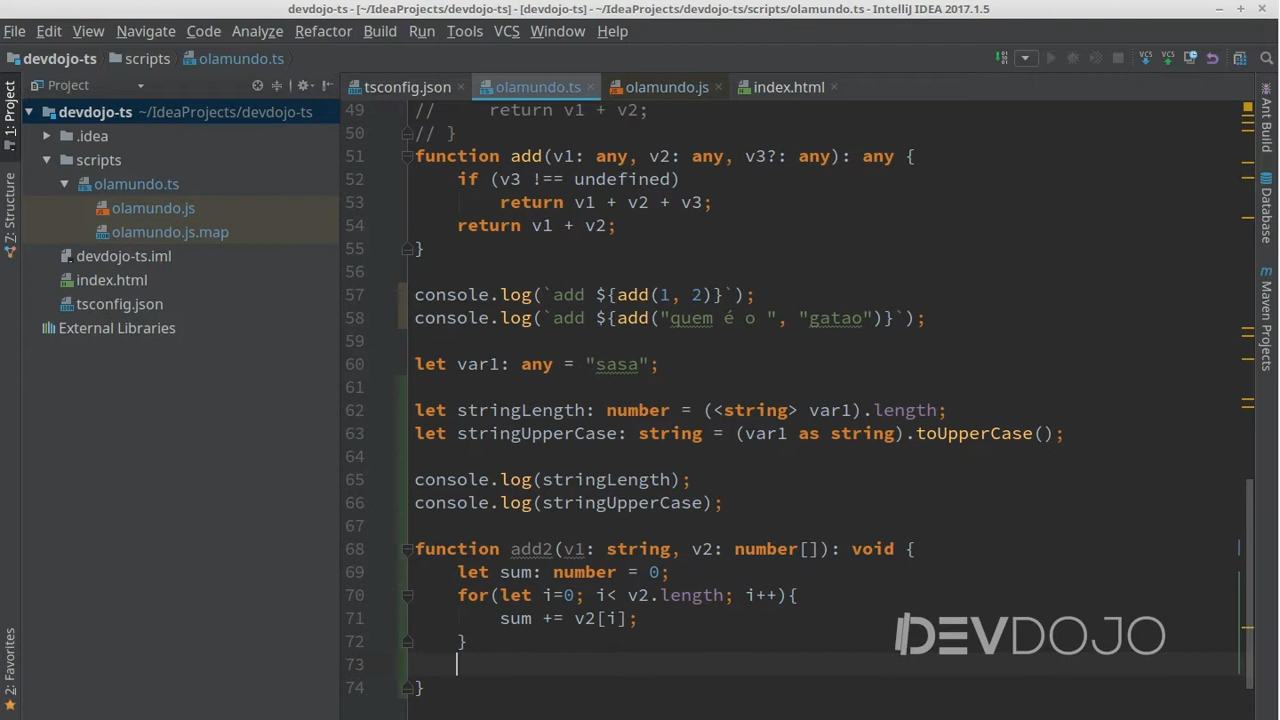 devdojo-ts - [~/IdeaProjects/devdojo-ts] - [devdojo-ts] - ~/IdeaProjects/devdojo-ts/scripts/olamundo.ts - IntelliJ IDEA 2017.1.5
File Edit View Navigate Code Analyze Refactor Build Run Tools VCS Window Help
devdojo-ts scripts olamundo.ts
VCS VCS
Project
tsconfig.json olamundo.ts olamundo.js index.html
1: Project
7: Structure
2: Favorites
devdojo-ts ~/IdeaProjects/devdojo-ts
.idea
scripts
olamundo.ts
olamundo.js
olamundo.js.map
devdojo-ts.iml
index.html
tsconfig.json
External Libraries
49 // return v1 + v2;
50 // }
51 function add(v1: any, v2: any, v3?: any): any {
52 if (v3 !== undefined)
53 return v1 + v2 + v3;
54 return v1 + v2;
55 }
56
57 console.log(`add ${add(1, 2)}`);
58 console.log(`add ${add("quem é o ", "gatao")}`);
59
60 let var1: any = "sasa";
61
62 let stringLength: number = (<string> var1).length;
63 let stringUpperCase: string = (var1 as string).toUpperCase();
64
65 console.log(stringLength);
66 console.log(stringUpperCase);
67
68 function add2(v1: string, v2: number[]): void {
69 let sum: number = 0;
70 for(let i=0; i< v2.length; i++){
71 sum += v2[i];
72 }
73
74 }
DEVDOJO
Ant Build
Database
Maven Projects